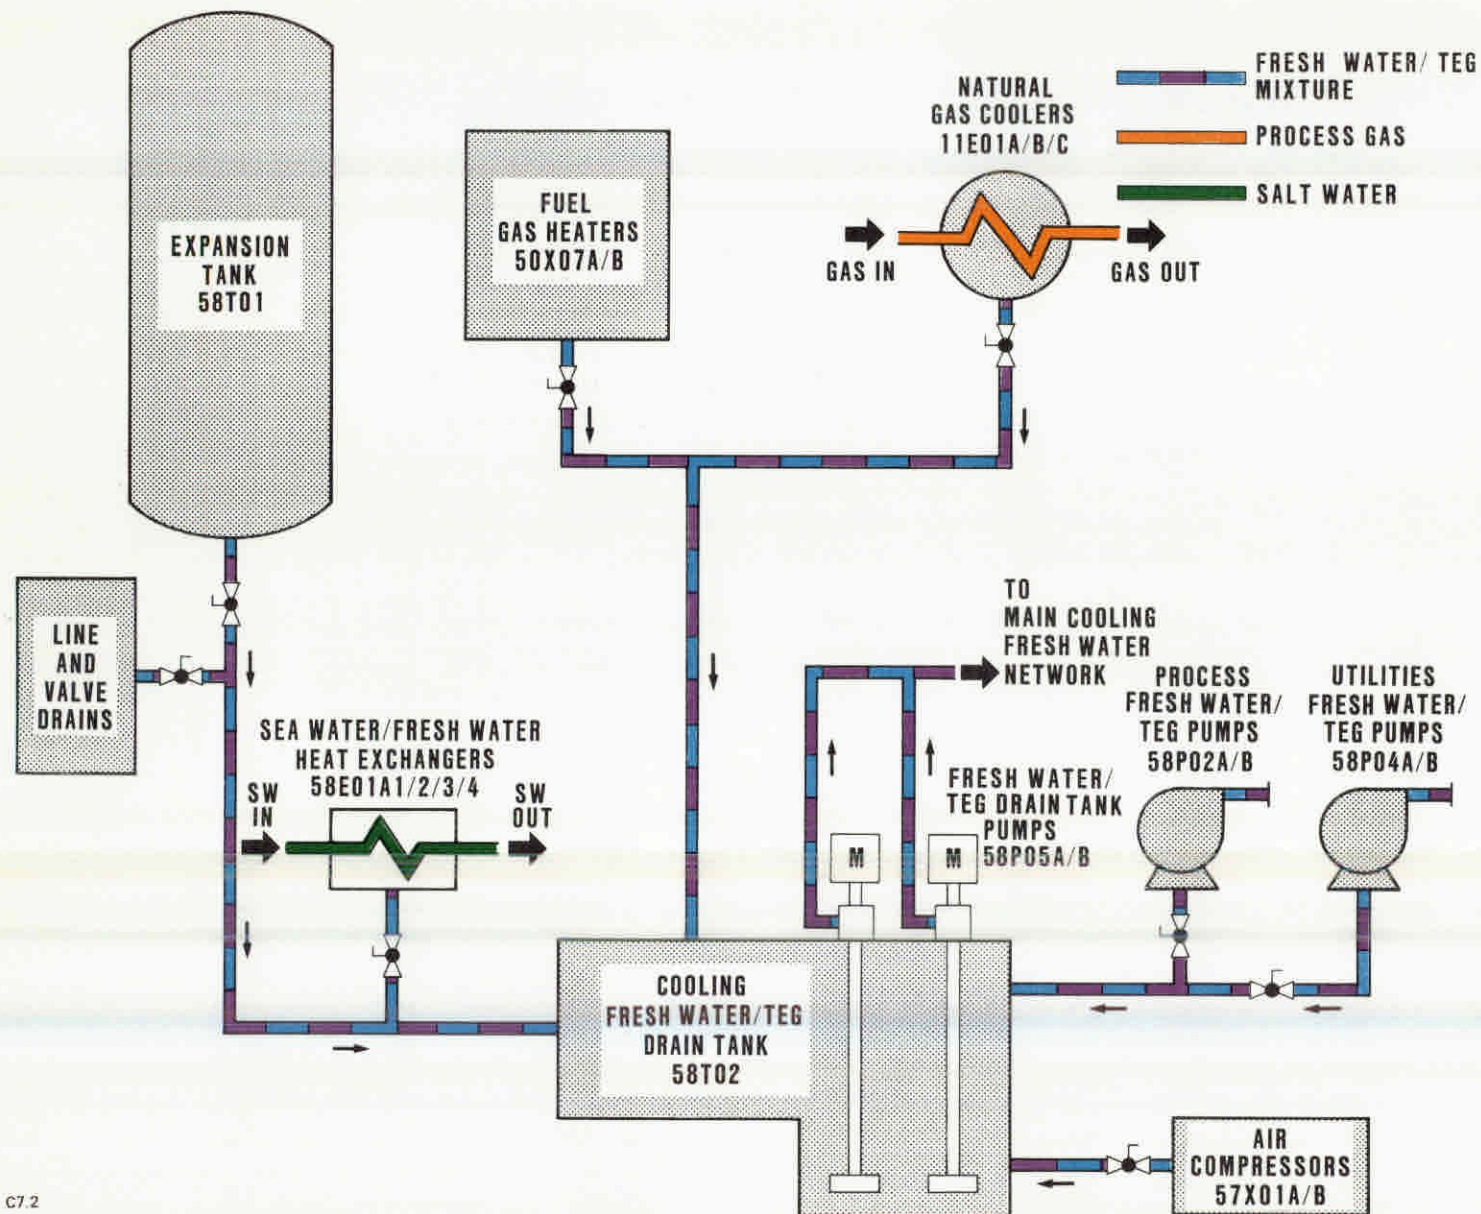 FRESH WATER/ TEG
MIXTURE
PROCESS GAS
SALT WATER
NATURAL
GAS COOLERS
11E01A/B/C
GAS IN
GAS OUT
FUEL
GAS HEATERS
50X07A/B
EXPANSION
TANK
58T01
LINE
AND
VALVE
DRAINS
SEA WATER/FRESH WATER
HEAT EXCHANGERS
58E01A1/2/3/4
SW
IN
SW
OUT
TO
MAIN COOLING
FRESH WATER
NETWORK
FRESH WATER/
TEG DRAIN TANK
PUMPS
58P05A/B
M
M
PROCESS
FRESH WATER/
TEG PUMPS
58P02A/B
UTILITIES
FRESH WATER/
TEG PUMPS
58P04A/B
COOLING
FRESH WATER/TEG
DRAIN TANK
58T02
AIR
COMPRESSORS
57X01A/B
C7.2